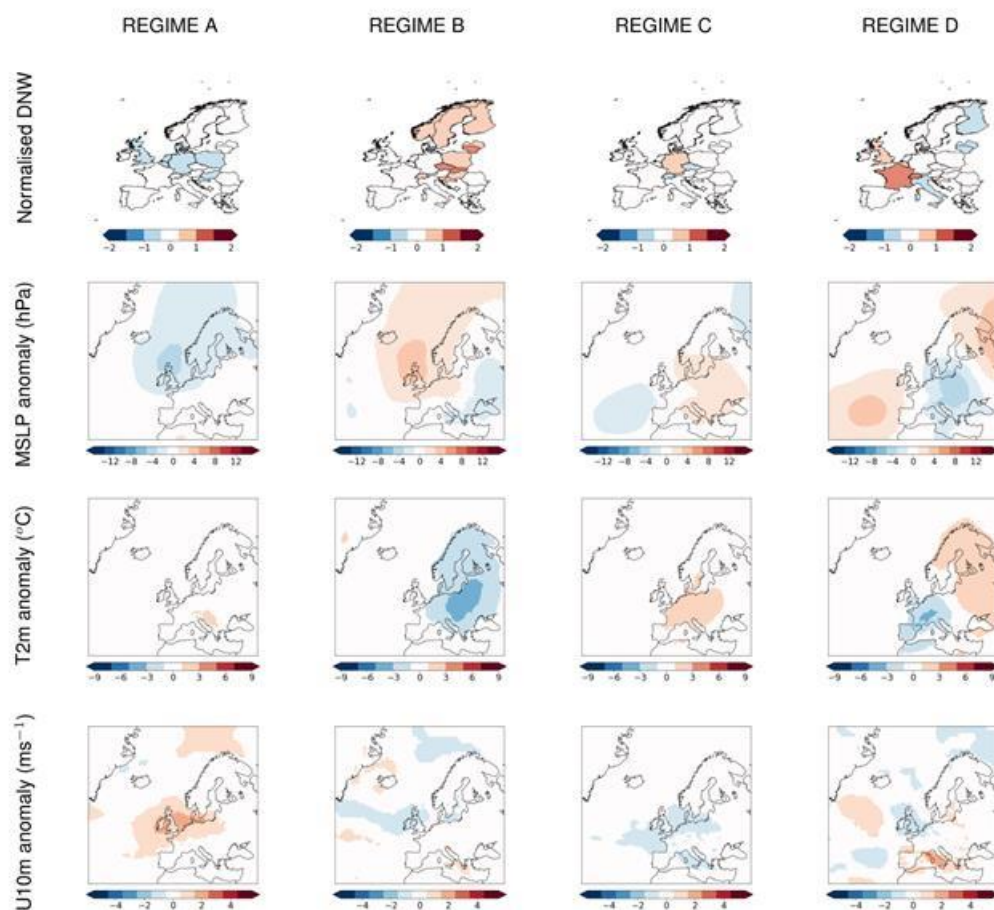 REGIME A REGIME B REGIME C REGIME D
Normalised DNW
−2 −1 0 1 2 −2 −1 0 1 2 −2 −1 0 1 2 −2 −1 0 1 2
MSLP anomaly (hPa)
−12 −8 −4 0 4 8 12 −12 −8 −4 0 4 8 12 −12 −8 −4 0 4 8 12 −12 −8 −4 0 4 8 12
T2m anomaly (°C)
−9 −6 −3 0 3 6 9 −9 −6 −3 0 3 6 9 −9 −6 −3 0 3 6 9 −9 −6 −3 0 3 6 9
U10m anomaly (ms⁻¹)
−4 −2 0 2 4 −4 −2 0 2 4 −4 −2 0 2 4 −4 −2 0 2 4